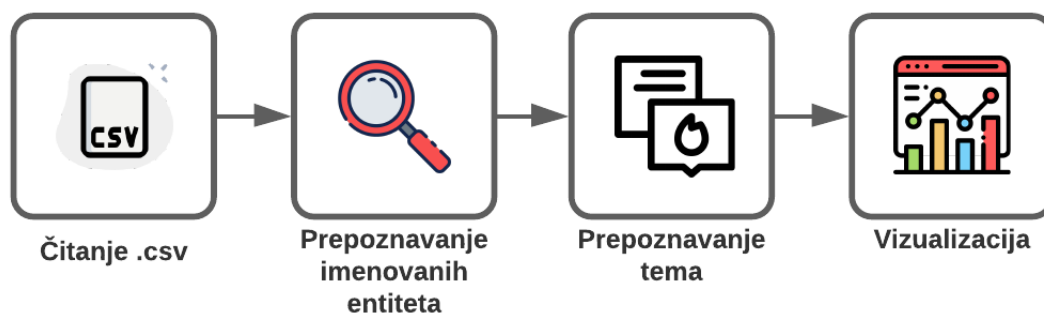 CSV
Čitanje .csv
Prepoznavanje
imenovanih
entiteta
Prepoznavanje
tema
Vizualizacija